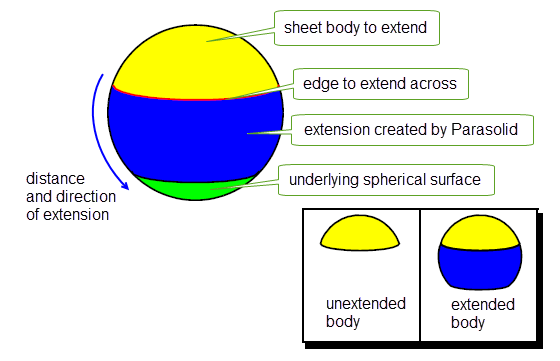 sheet body to extend
edge to extend across
extension created by Parasolid
underlying spherical surface
distance
and direction
of extension
unextended
body
extended
body